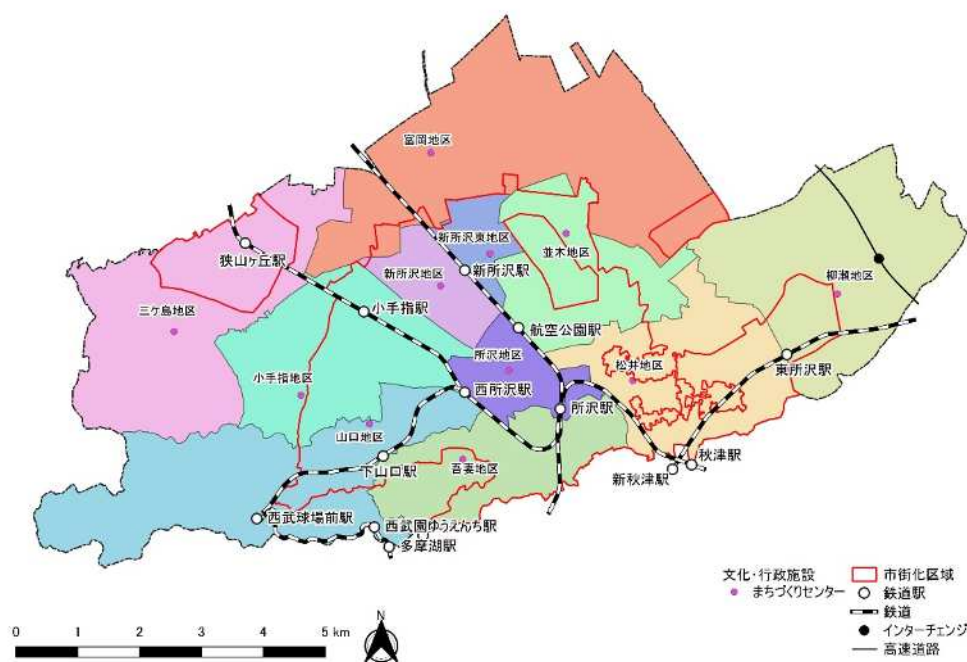 富岡地区
狭山ヶ丘駅
新所沢東地区
並木地区
新所沢地区
新所沢駅
柳瀬地区
三ケ島地区
小手指駅
航空公園駅
所沢地区
松井地区
東所沢駅
小手指地区
西所沢駅
所沢駅
山口地区
下山口駅
吾妻地区
秋津駅
新秋津駅
西武球場前駅
西武園ゆうえんち駅
多摩湖駅
文化・行政施設
まちづくりセンター
市街化区域
鉄道駅
鉄道
インターチェンジ
高速道路
0 1 2 3 4 5 km
N